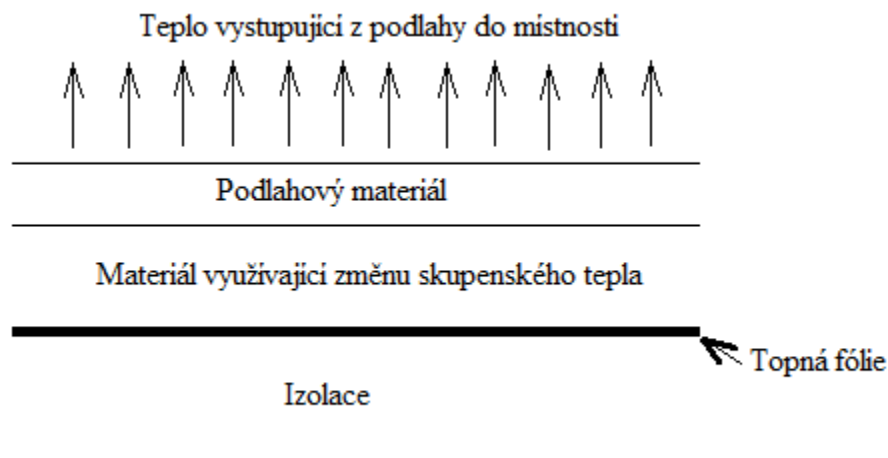 Teplo vystupující z podlahy do místnosti
Podlahový materiál
Materiál využívající změnu skupenského tepla
Topná fólie
Izolace